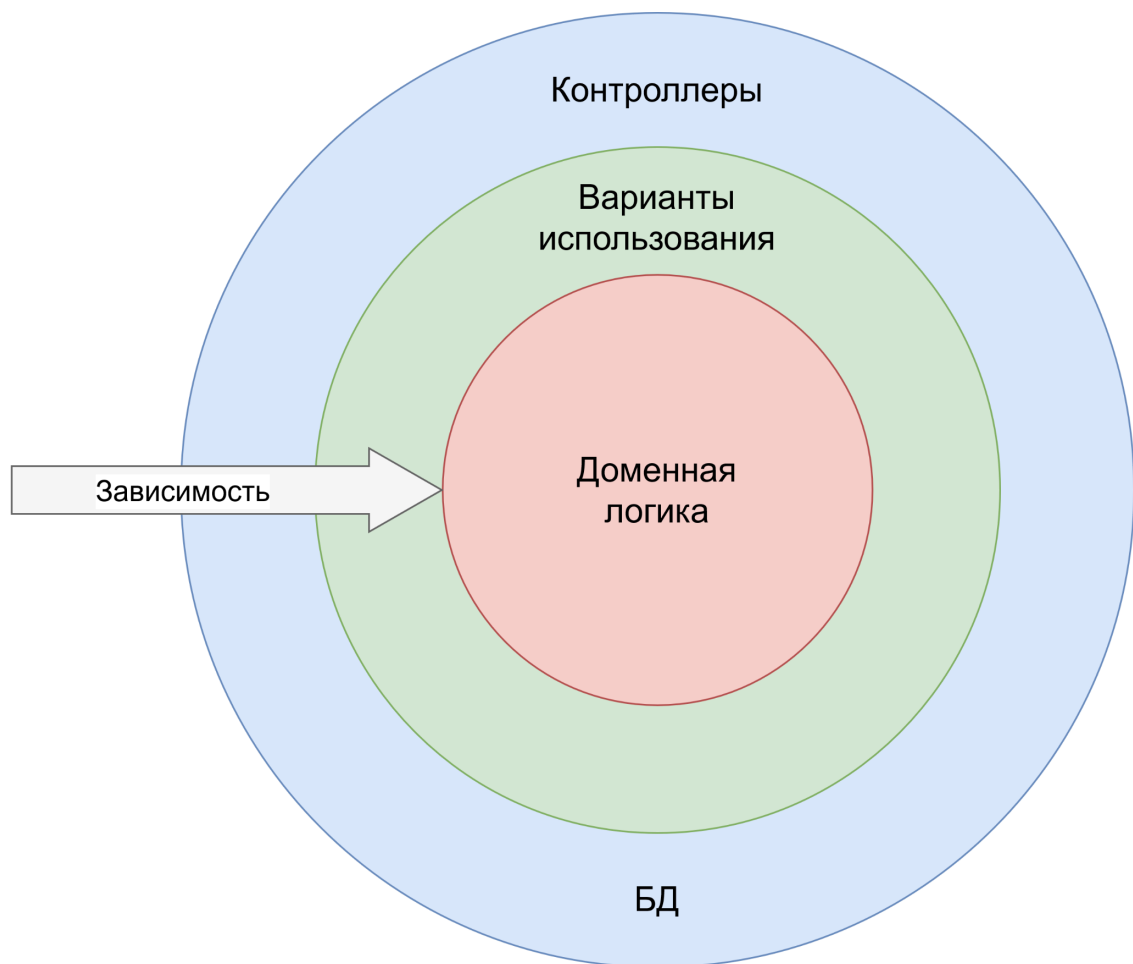 Контроллеры
Варианты
использования
Зависимость
Доменная
логика
БД